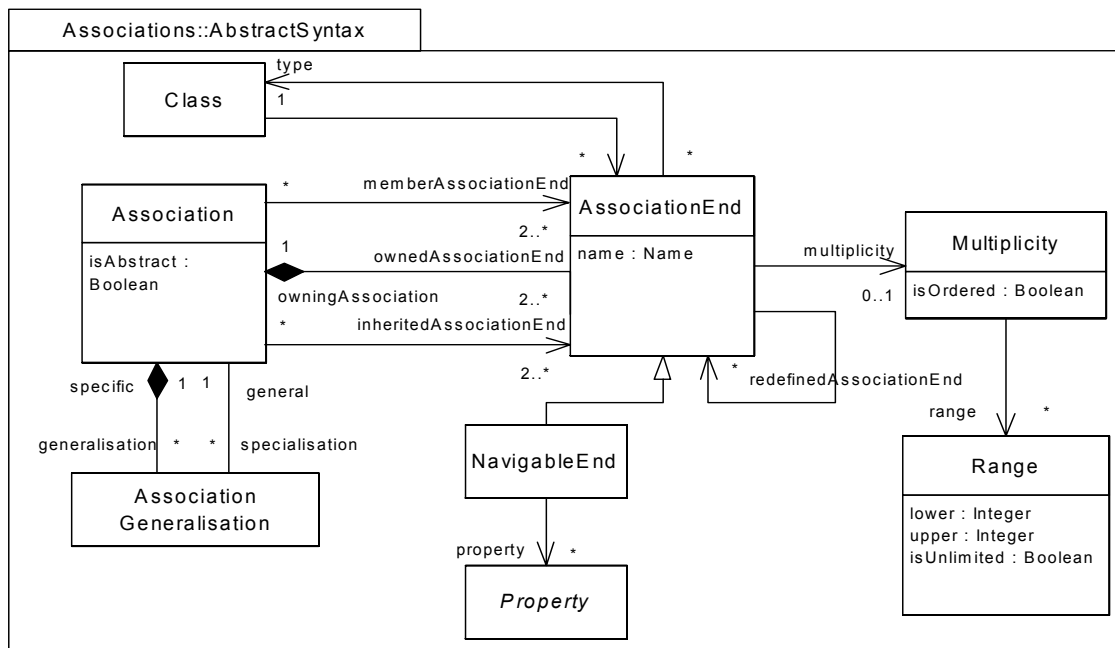 Associations::AbstractSyntax
type
Class
1
*
*
*
memberAssociationEnd
Association
AssociationEnd
2..*
1
ownedAssociationEnd
name : Name
multiplicity
Multiplicity
isAbstract :
Boolean
owningAssociation
2..*
0..1
isOrdered : Boolean
*
inheritedAssociationEnd
2..*
*
redefinedAssociationEnd
specific
1
1
general
range
*
generalisation
*
*
specialisation
NavigableEnd
Range
Association
Generalisation
lower : Integer
upper : Integer
isUnlimited : Boolean
property
*
Property